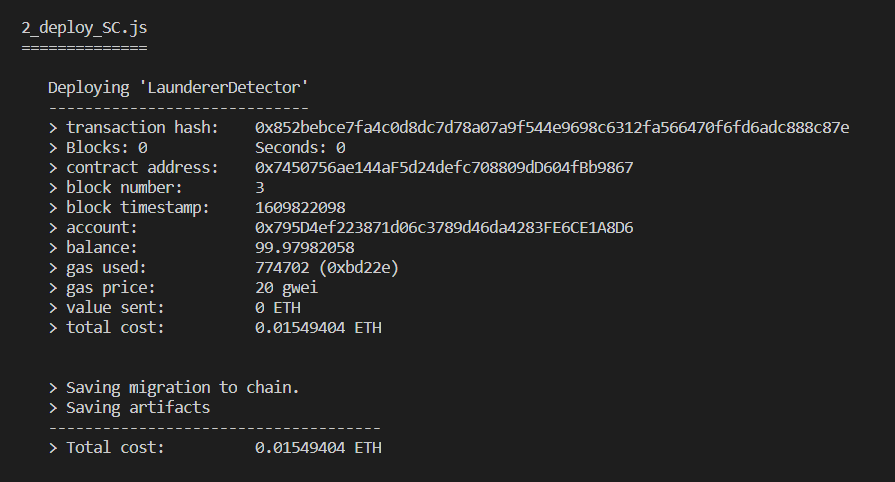 2_deploy_SC.js
==============
Deploying 'LaundererDetector'
-----------------------------
> transaction hash: 0x852bebce7fa4c0d8dc7d78a07a9f544e9698c6312fa566470f6fd6adc888c87e
> Blocks: 0 Seconds: 0
> contract address: 0x7450756ae144aF5d24defc708809dD604fBb9867
> block number: 3
> block timestamp: 1609822098
> account: 0x795D4ef223871d06c3789d46da4283FE6CE1A8D6
> balance: 99.97982058
> gas used: 774702 (0xbd22e)
> gas price: 20 gwei
> value sent: 0 ETH
> total cost: 0.01549404 ETH
> Saving migration to chain.
> Saving artifacts
-------------------------------------
> Total cost: 0.01549404 ETH